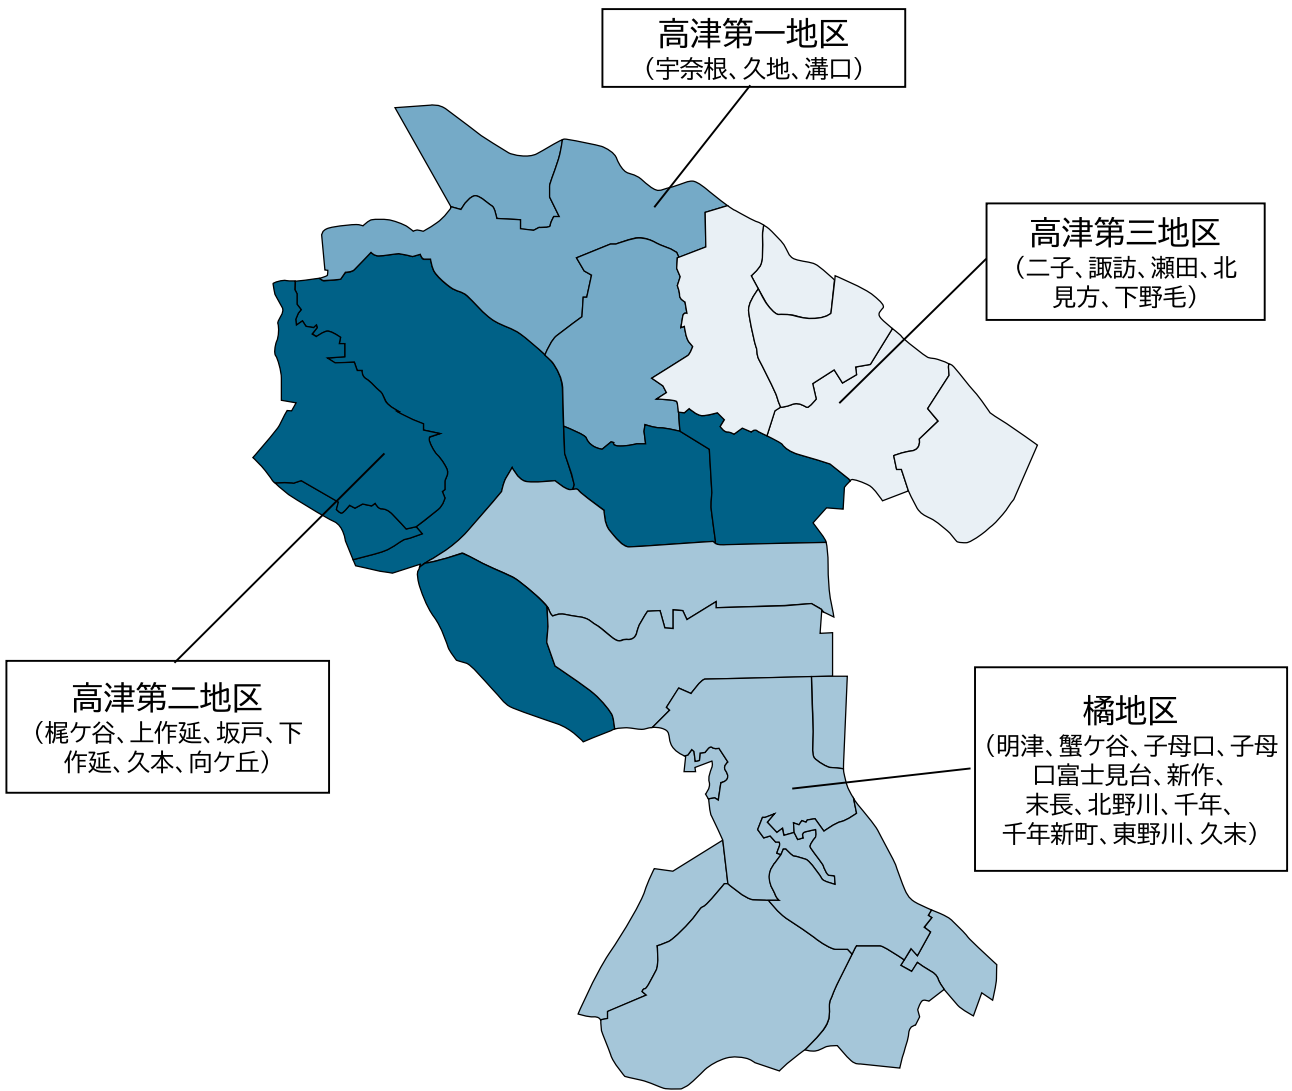 高津第一地区
（宇奈根、久地、溝口）
高津第三地区
（二子、諏訪、瀬田、北
見方、下野毛）
高津第二地区
（梶ケ谷、上作延、坂戸、下
作延、久本、向ケ丘）
橘地区
（明津、蟹ケ谷、子母口、子母
口富士見台、新作、
末長、北野川、千年、
千年新町、東野川、久末）